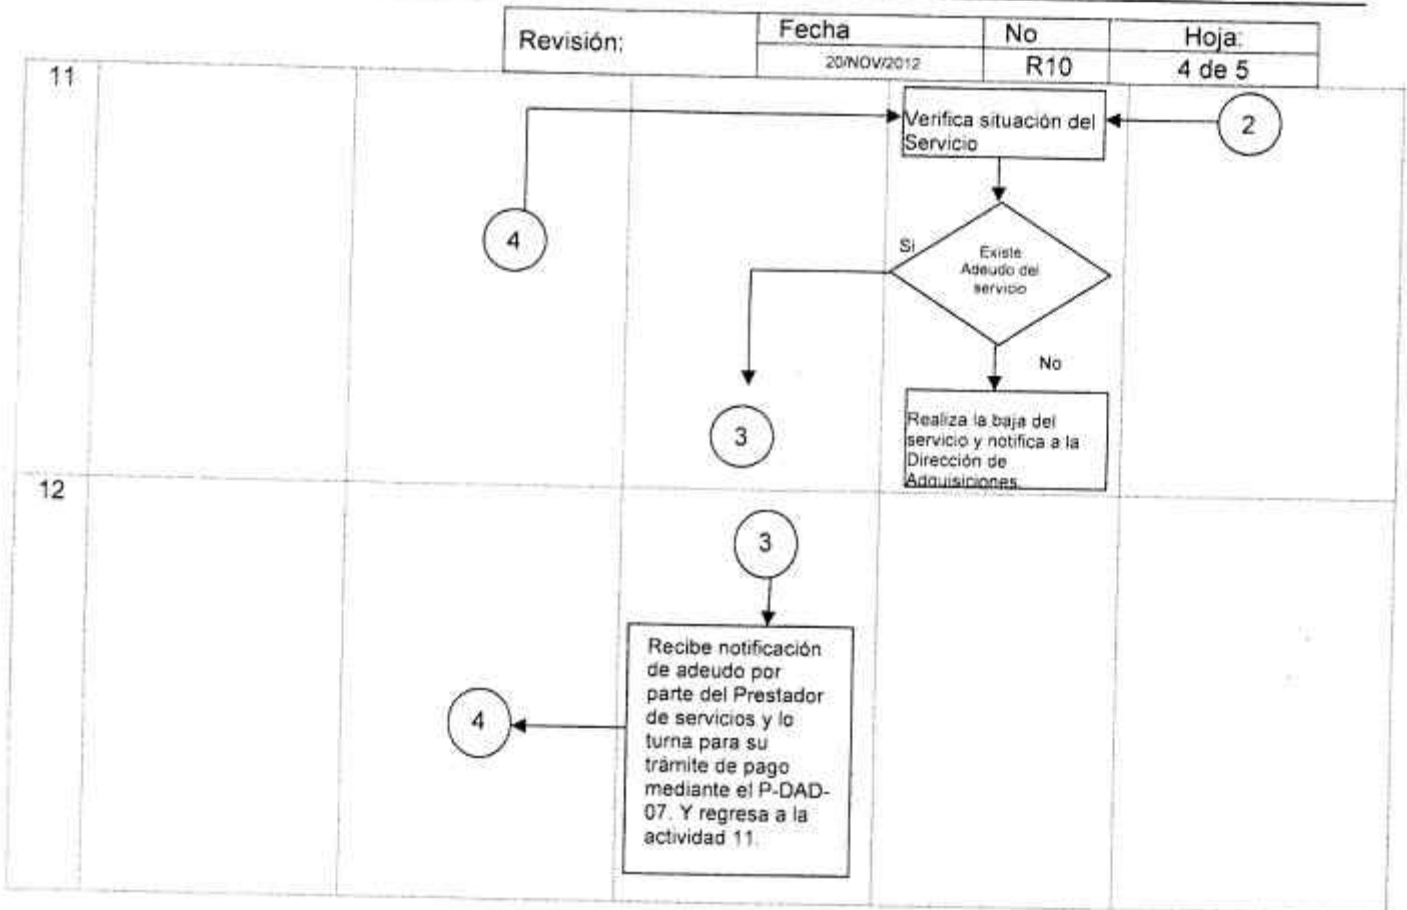 Revisión:
Fecha
No
Hoja:
20/NOV/2012
R10
4 de 5
11
Verifica situación del
Servicio
2
4
Si
Existe
Adeudo del
servicio
No
3
Realiza la baja del
servicio y notifica a la
Dirección de
Adquisiciones.
12
3
Recibe notificación
de adeudo por
parte del Prestador
de servicios y lo
turna para su
trámite de pago
mediante el P-DAD-
07. Y regresa a la
actividad 11.
4